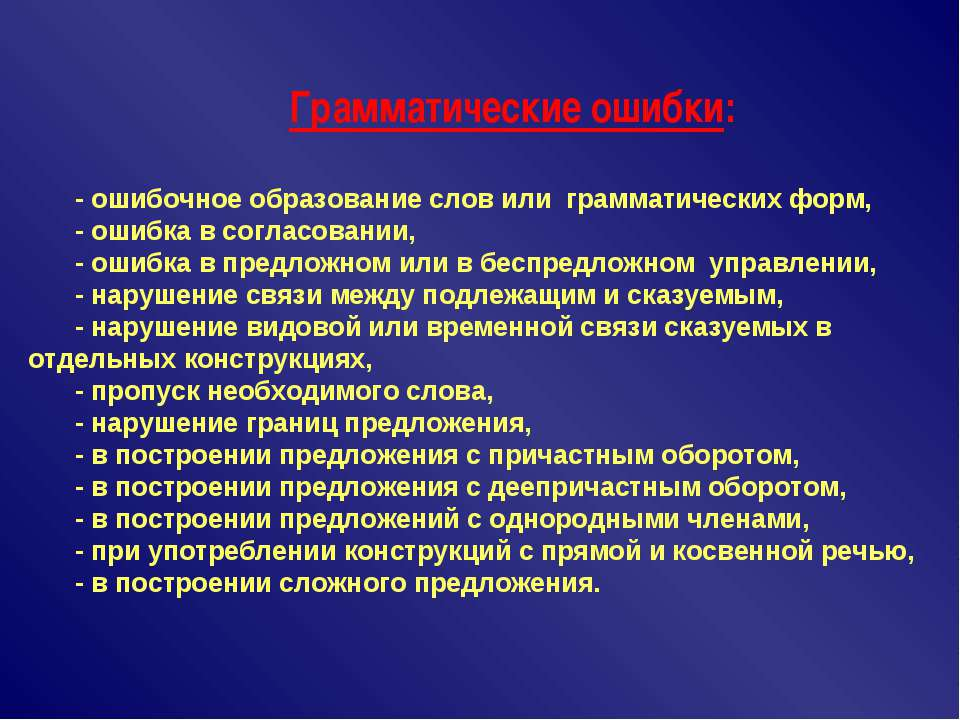 Грамматические ошибки:
- ошибочное образование слов или  грамматических форм,
- ошибка в согласовании,
- ошибка в предложном или в беспредложном  управлении,
- нарушение связи между подлежащим и сказуемым,
- нарушение видовой или временной связи сказуемых в
отдельных конструкциях,
- пропуск необходимого слова,
- нарушение границ предложения,
- в построении предложения с причастным оборотом,
- в построении предложения с деепричастным оборотом,
- в построении предложений с однородными членами,
- при употреблении конструкций с прямой и косвенной речью,
- в построении сложного предложения.